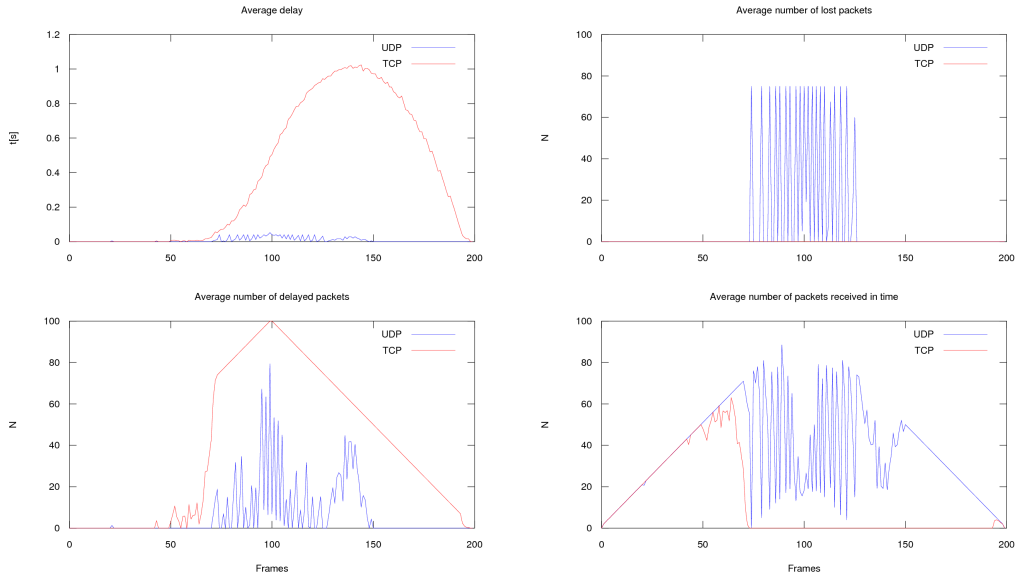 Average delay
1.2
1
0.8
0.6
0.4
0.2
0
t[s]
UDP
TCP
0 50 100 150 200
Average number of lost packets
100
80
60
40
20
0
N
UDP
TCP
0 50 100 150 200
Average number of delayed packets
100
80
60
40
20
0
N
UDP
TCP
0 50 100 150 200
Frames
Average number of packets received in time
100
80
60
40
20
0
N
UDP
TCP
0 50 100 150 200
Frames